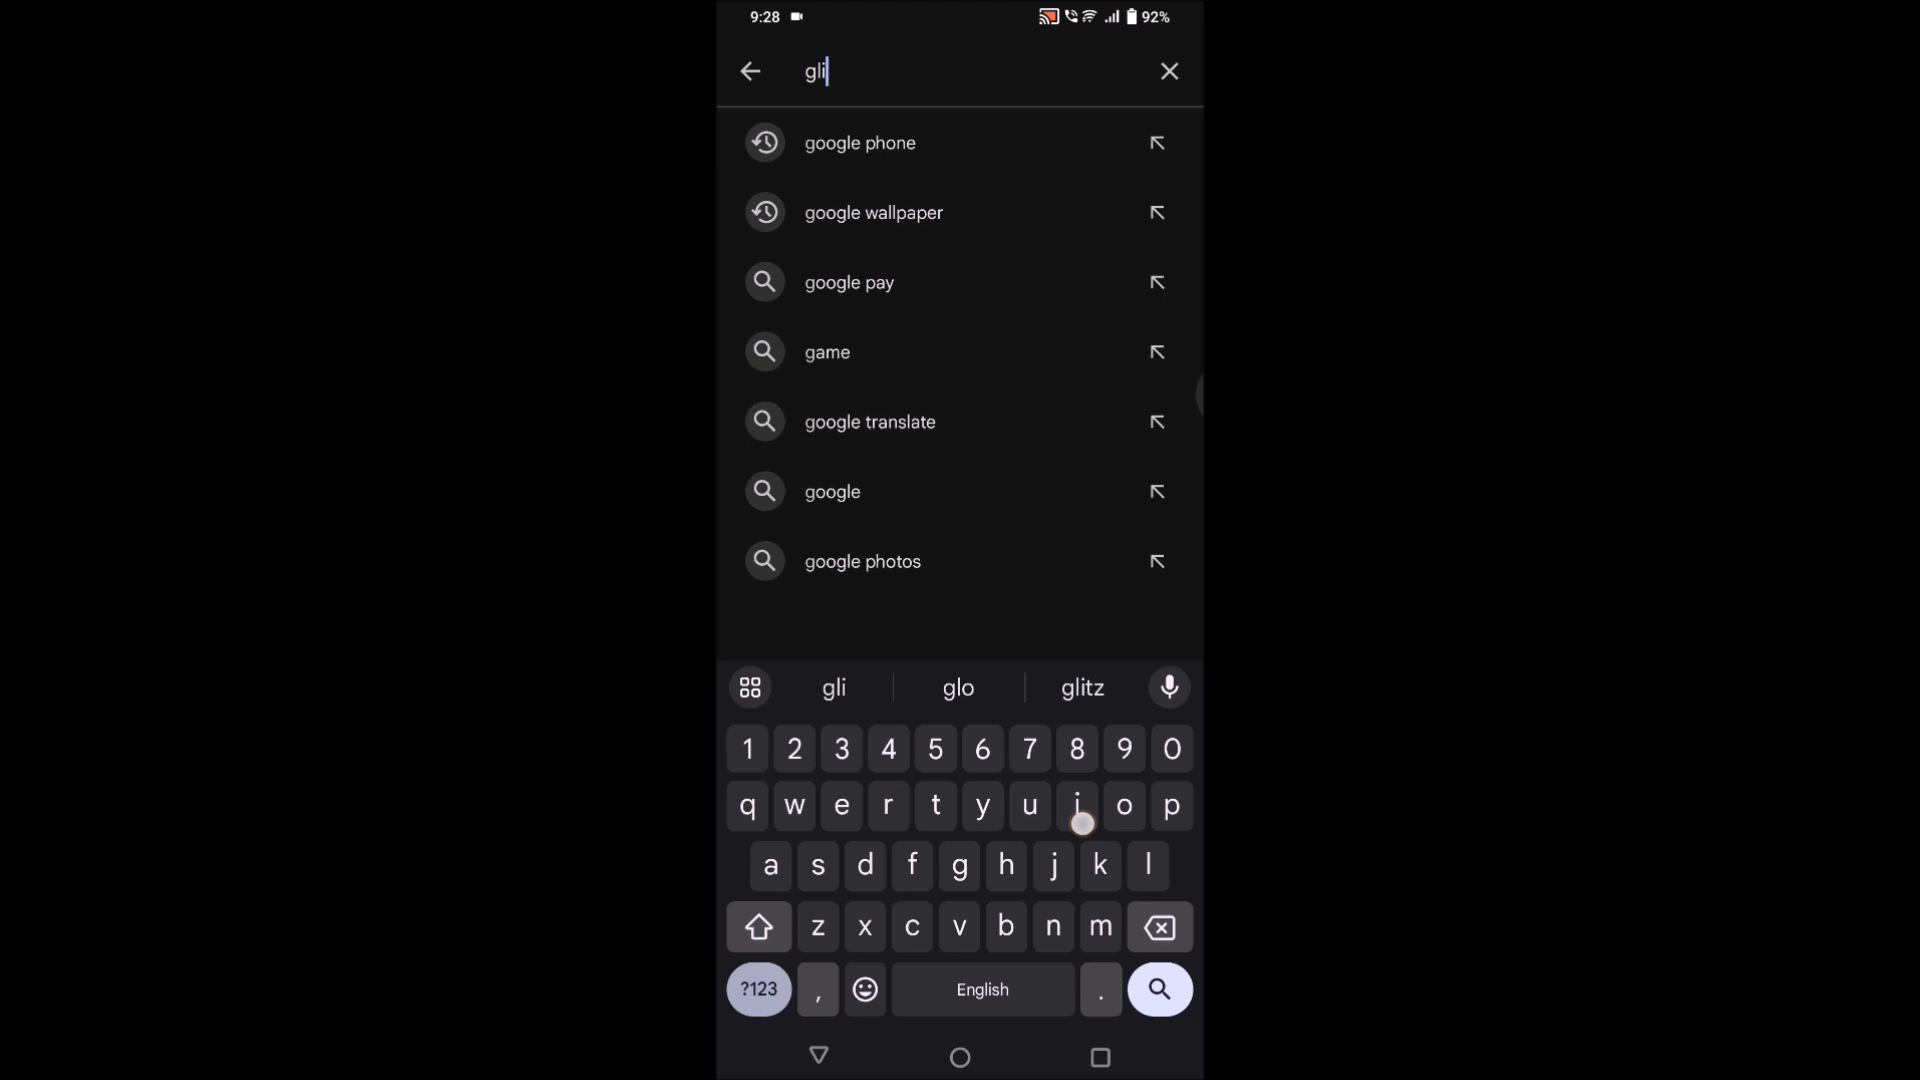 9:28 92%
gli
google phone
google wallpaper
google pay
game
google translate
google
google photos
gli glo glitz
1 2 3 4 5 6 7 8 9 0
q w e r t y u i o p
a s d f g h j k l
z x c v b n m
?123 , English .